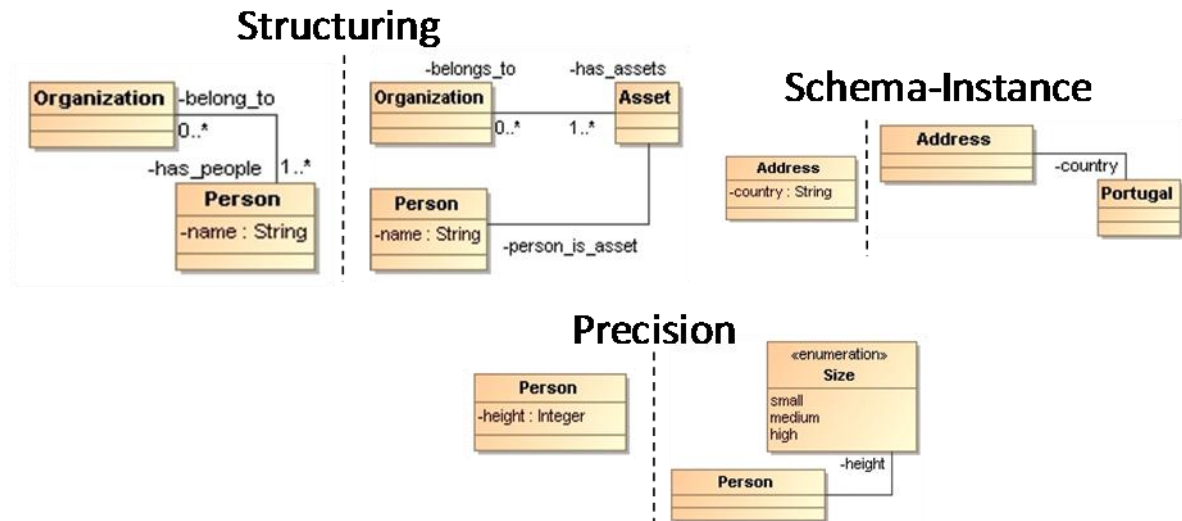 Structuring
Organization
-belong_to
0..*
-has_people
1..*
Person
-name : String
-belongs_to
-has_assets
Organization
Asset
0..*
1..*
Person
-name : String
-person_is_asset
Schema-Instance
Address
-country : String
Address
-country
Portugal
Precision
Person
-height : Integer
«enumeration»
Size
small
medium
high
-height
Person